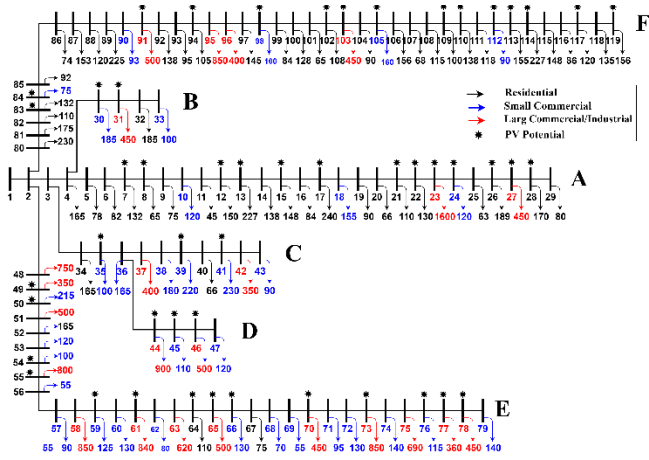 F
86 87 88 89 90 91 92 93 94 95 96 97 98 99 100 101 102 103 104 105 106 107 108 109 110 111 112 113 114 115 116 117 118 119
74 153 120 225 93 500 138 95 105 850 400 145 100 84 128 65 108 450 90 160 156 68 115 100 138 90 110 227 135 148 86 120 135 156
85 92
84 75
83 132
82 110
81 175
80 230
B
30 31 32 33
185 450 185 100
Residential
Small Commercial
Larg Commercial/Industrial
PV Potential
A
1 2 3 4 5 6 7 8 9 10 11 12 13 14 15 16 17 18 19 20 21 22 23 24 25 26 27 28 29
165 78 82 132 65 75 120 45 150 227 138 148 84 240 155 90 66 110 130 1600 120 63 189 450 170 80
C
34 35 36 37 38 39 40 41 42 43
165 100 165 400 180 220 66 230 350 90
48 750
49 350
50 215
51 500
52 165
53 120
54 100
55 800
56 55
D
44 45 46 47
900 110 500 120
E
57 58 59 60 61 62 63 64 65 66 67 68 69 70 71 72 73 74 75 76 77 78 79
55 90 850 125 130 840 80 620 110 500 130 75 70 55 450 95 130 850 140 690 115 360 450 140